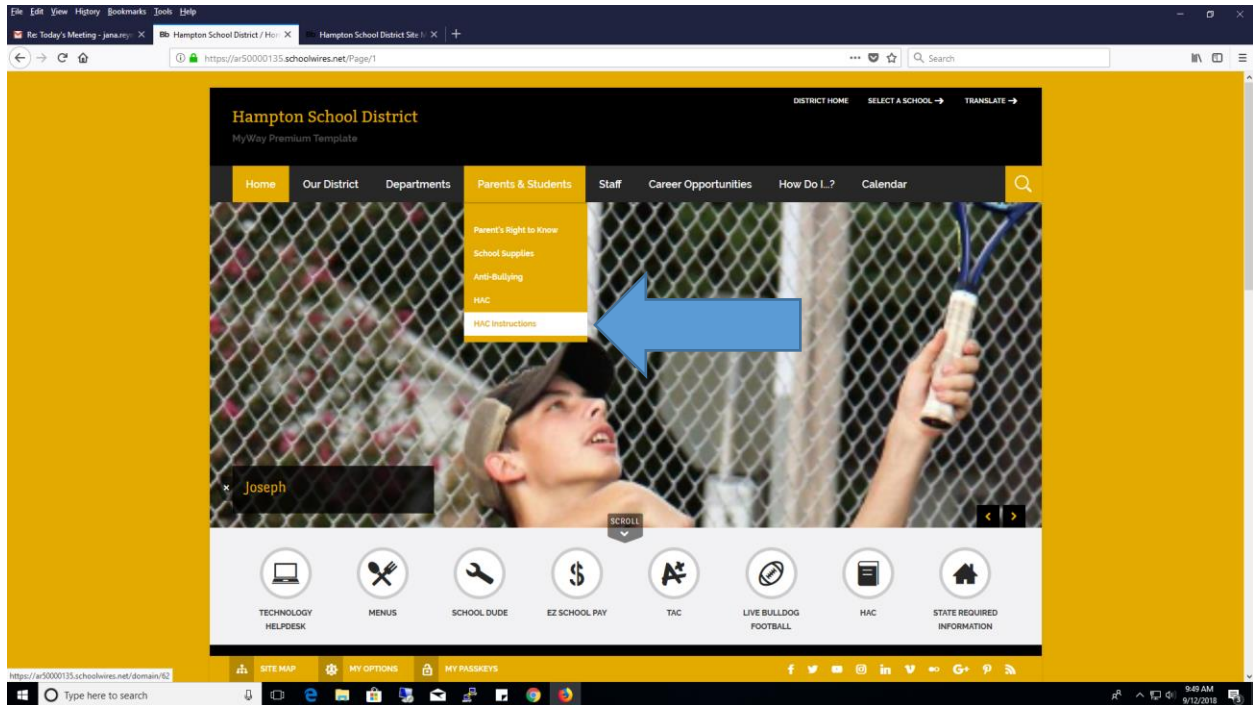 File Edit View History Bookmarks Tools Help
Re: Today's Meeting - jana.rey
Bb Hampton School District / Ho
Hampton School District Site
https://ar50000135.schoolwires.net/Page/1
Search
DISTRICT HOME SELECT A SCHOOL TRANSLATE
Hampton School District
MyWay Premium Template
Home Our District Departments Parents & Students Staff Career Opportunities How Do I...? Calendar
Parent's Right to Know
School Supplies
Anti-Bullying
HAC
HAC Instructions
Joseph
SCROLL
TECHNOLOGY HELPDESK
MENUS
SCHOOL DUDE
EZ SCHOOL PAY
TAC
LIVE BULLDOG FOOTBALL
HAC
STATE REQUIRED INFORMATION
SITE MAP MY OPTIONS MY PASSKEYS
https://ar50000135.schoolwires.net/domain/62
Type here to search
9:49 AM
9/12/2018